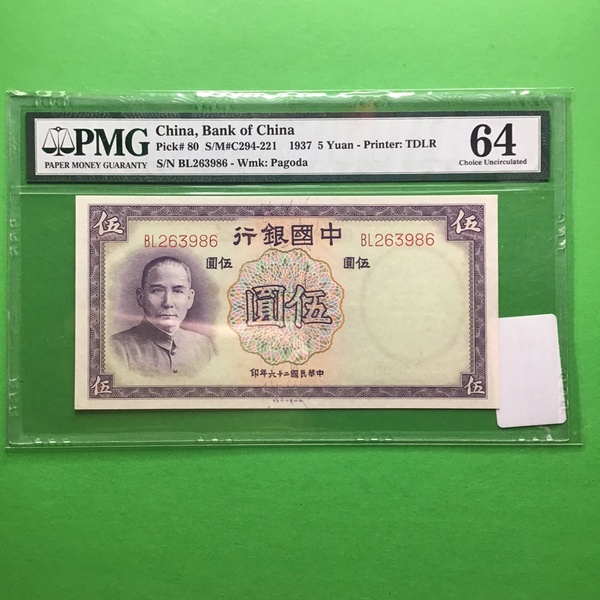 PMG
PAPER MONEY GUARANTY
China, Bank of China
Pick# 80 S/M#C294-221 1937 5 Yuan - Printer: TDLR
S/N BL263986 - Wmk: Pagoda
64
Choice Uncirculated
伍 伍
行銀國中
BL263986 BL263986
圓伍 圓伍
圓伍
印年六十二國民華中
伍 伍